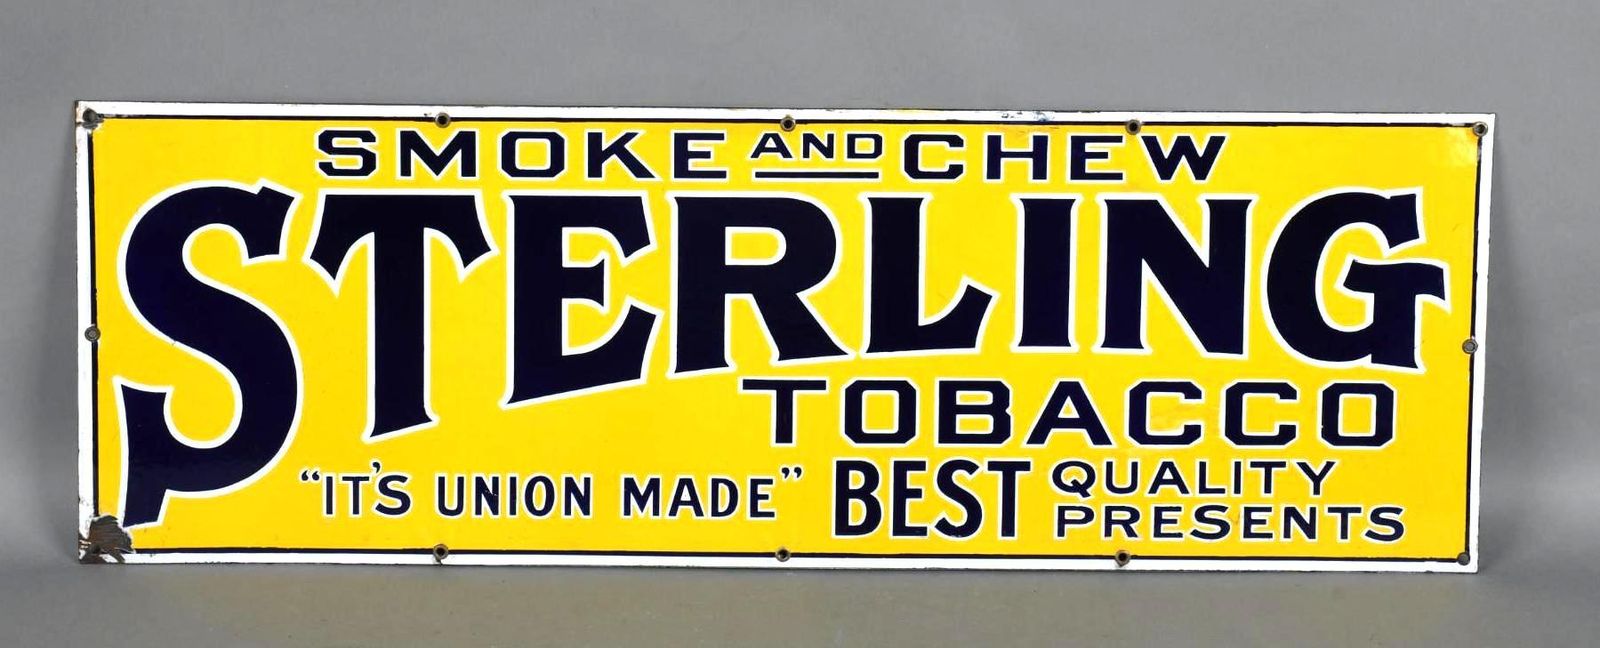 SMOKE AND CHEW
STERLING
TOBACCO
"IT'S UNION MADE" BEST QUALITY PRESENTS